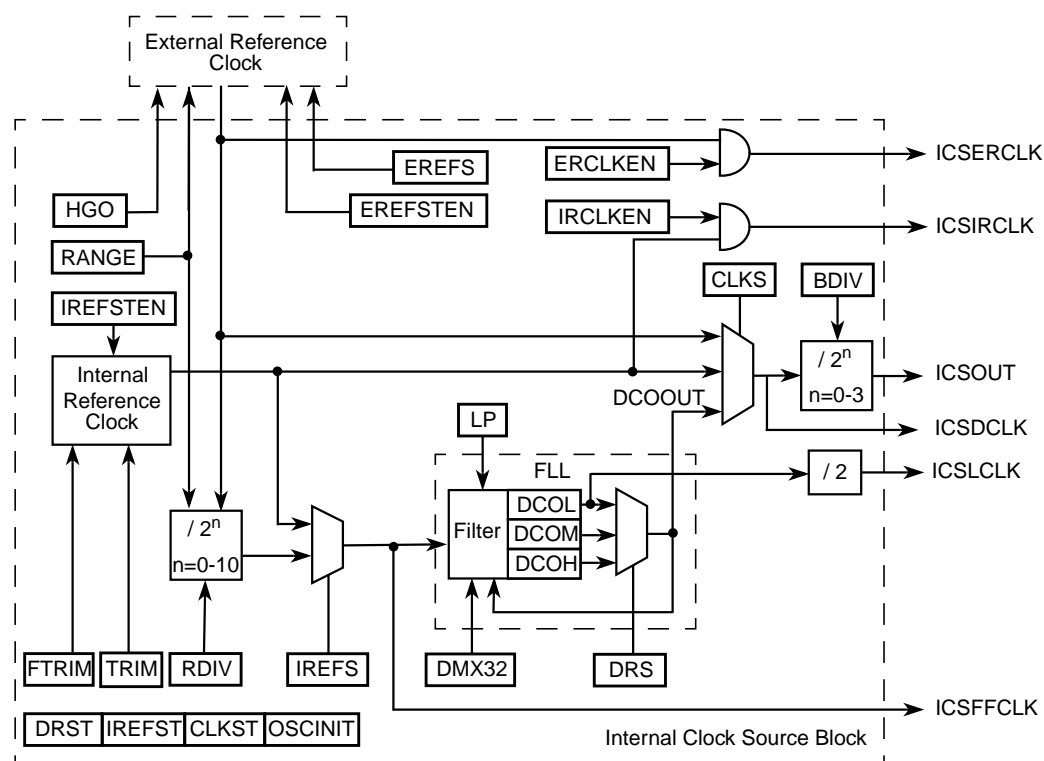 External Reference
Clock
ICSERCLK
ERCLKEN
EREFS
HGO
EREFSTEN
IRCLKEN
ICSIRCLK
RANGE
CLKS
BDIV
IREFSTEN
Internal
Reference
Clock
/ 2n
n=0-3
ICSOUT
DCOOUT
LP
ICSDCLK
FLL
/ 2
ICSLCLK
Filter
DCOL
DCOM
DCOH
/ 2n
n=0-10
FTRIM
TRIM
RDIV
IREFS
DMX32
DRS
ICSFFCLK
DRST IREFST CLKST OSCINIT
Internal Clock Source Block